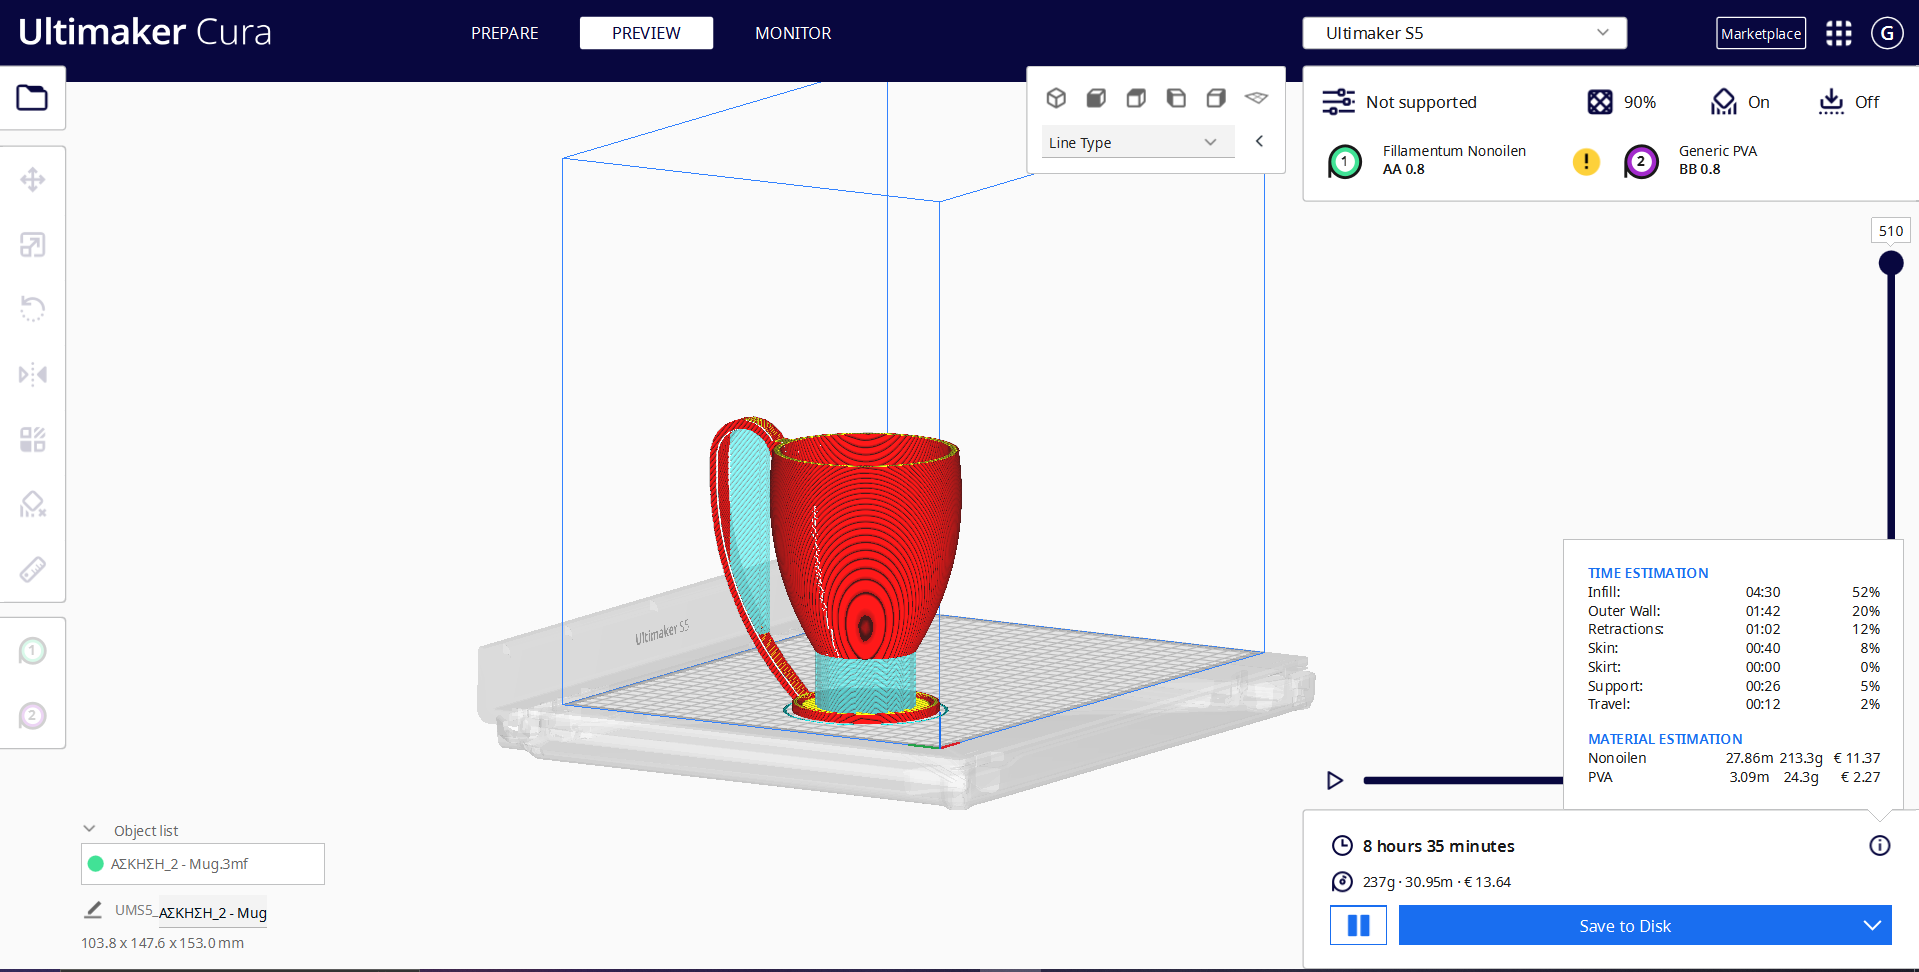 Ultimaker Cura
PREPARE
PREVIEW
MONITOR
Ultimaker S5
Marketplace
G
Line Type
Not supported
90%
On
Off
1
Fillamentum Nonoilen
AA 0.8
!
2
Generic PVA
BB 0.8
510
Ultimaker S5
1
2
TIME ESTIMATION
Infill: 04:30 52%
Outer Wall: 01:42 20%
Retractions: 01:02 12%
Skin: 00:40 8%
Skirt: 00:00 0%
Support: 00:26 5%
Travel: 00:12 2%
MATERIAL ESTIMATION
Nonoilen 27.86m 213.3g € 11.37
PVA 3.09m 24.3g € 2.27
Object list
ΑΣΚΗΣΗ_2 - Mug.3mf
UMS5_ΑΣΚΗΣΗ_2 - Mug
103.8 x 147.6 x 153.0 mm
8 hours 35 minutes
237g · 30.95m · € 13.64
Save to Disk